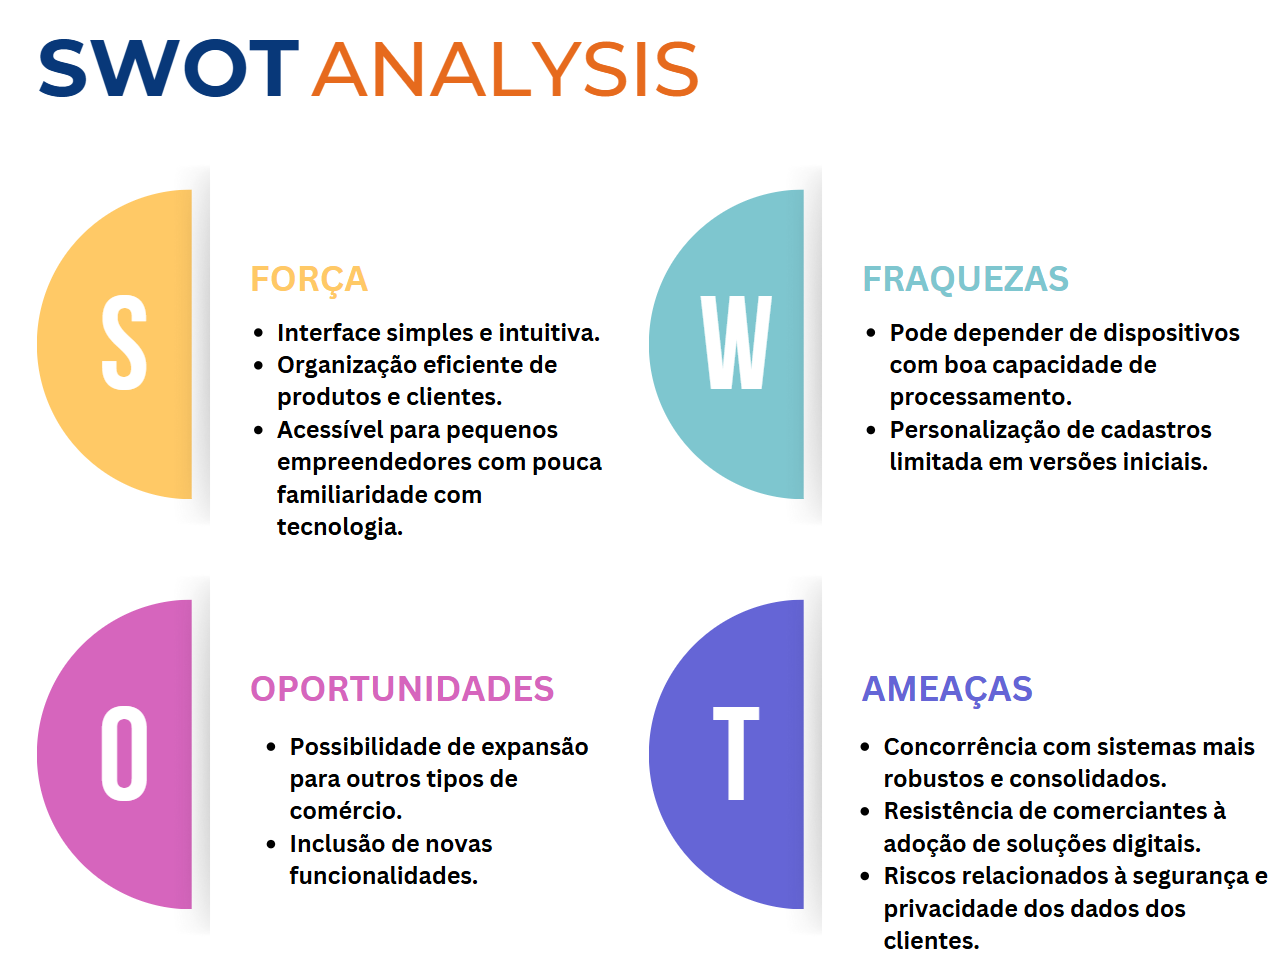 SWOT ANALYSIS
S
FORÇA
• Interface simples e intuitiva.
• Organização eficiente de
produtos e clientes.
• Acessível para pequenos
empreendedores com pouca
familiaridade com
tecnologia.
W
FRAQUEZAS
• Pode depender de dispositivos
com boa capacidade de
processamento.
• Personalização de cadastros
limitada em versões iniciais.
O
OPORTUNIDADES
• Possibilidade de expansão
para outros tipos de
comércio.
• Inclusão de novas
funcionalidades.
T
AMEAÇAS
• Concorrência com sistemas mais
robustos e consolidados.
• Resistência de comerciantes à
adoção de soluções digitais.
• Riscos relacionados à segurança e
privacidade dos dados dos
clientes.